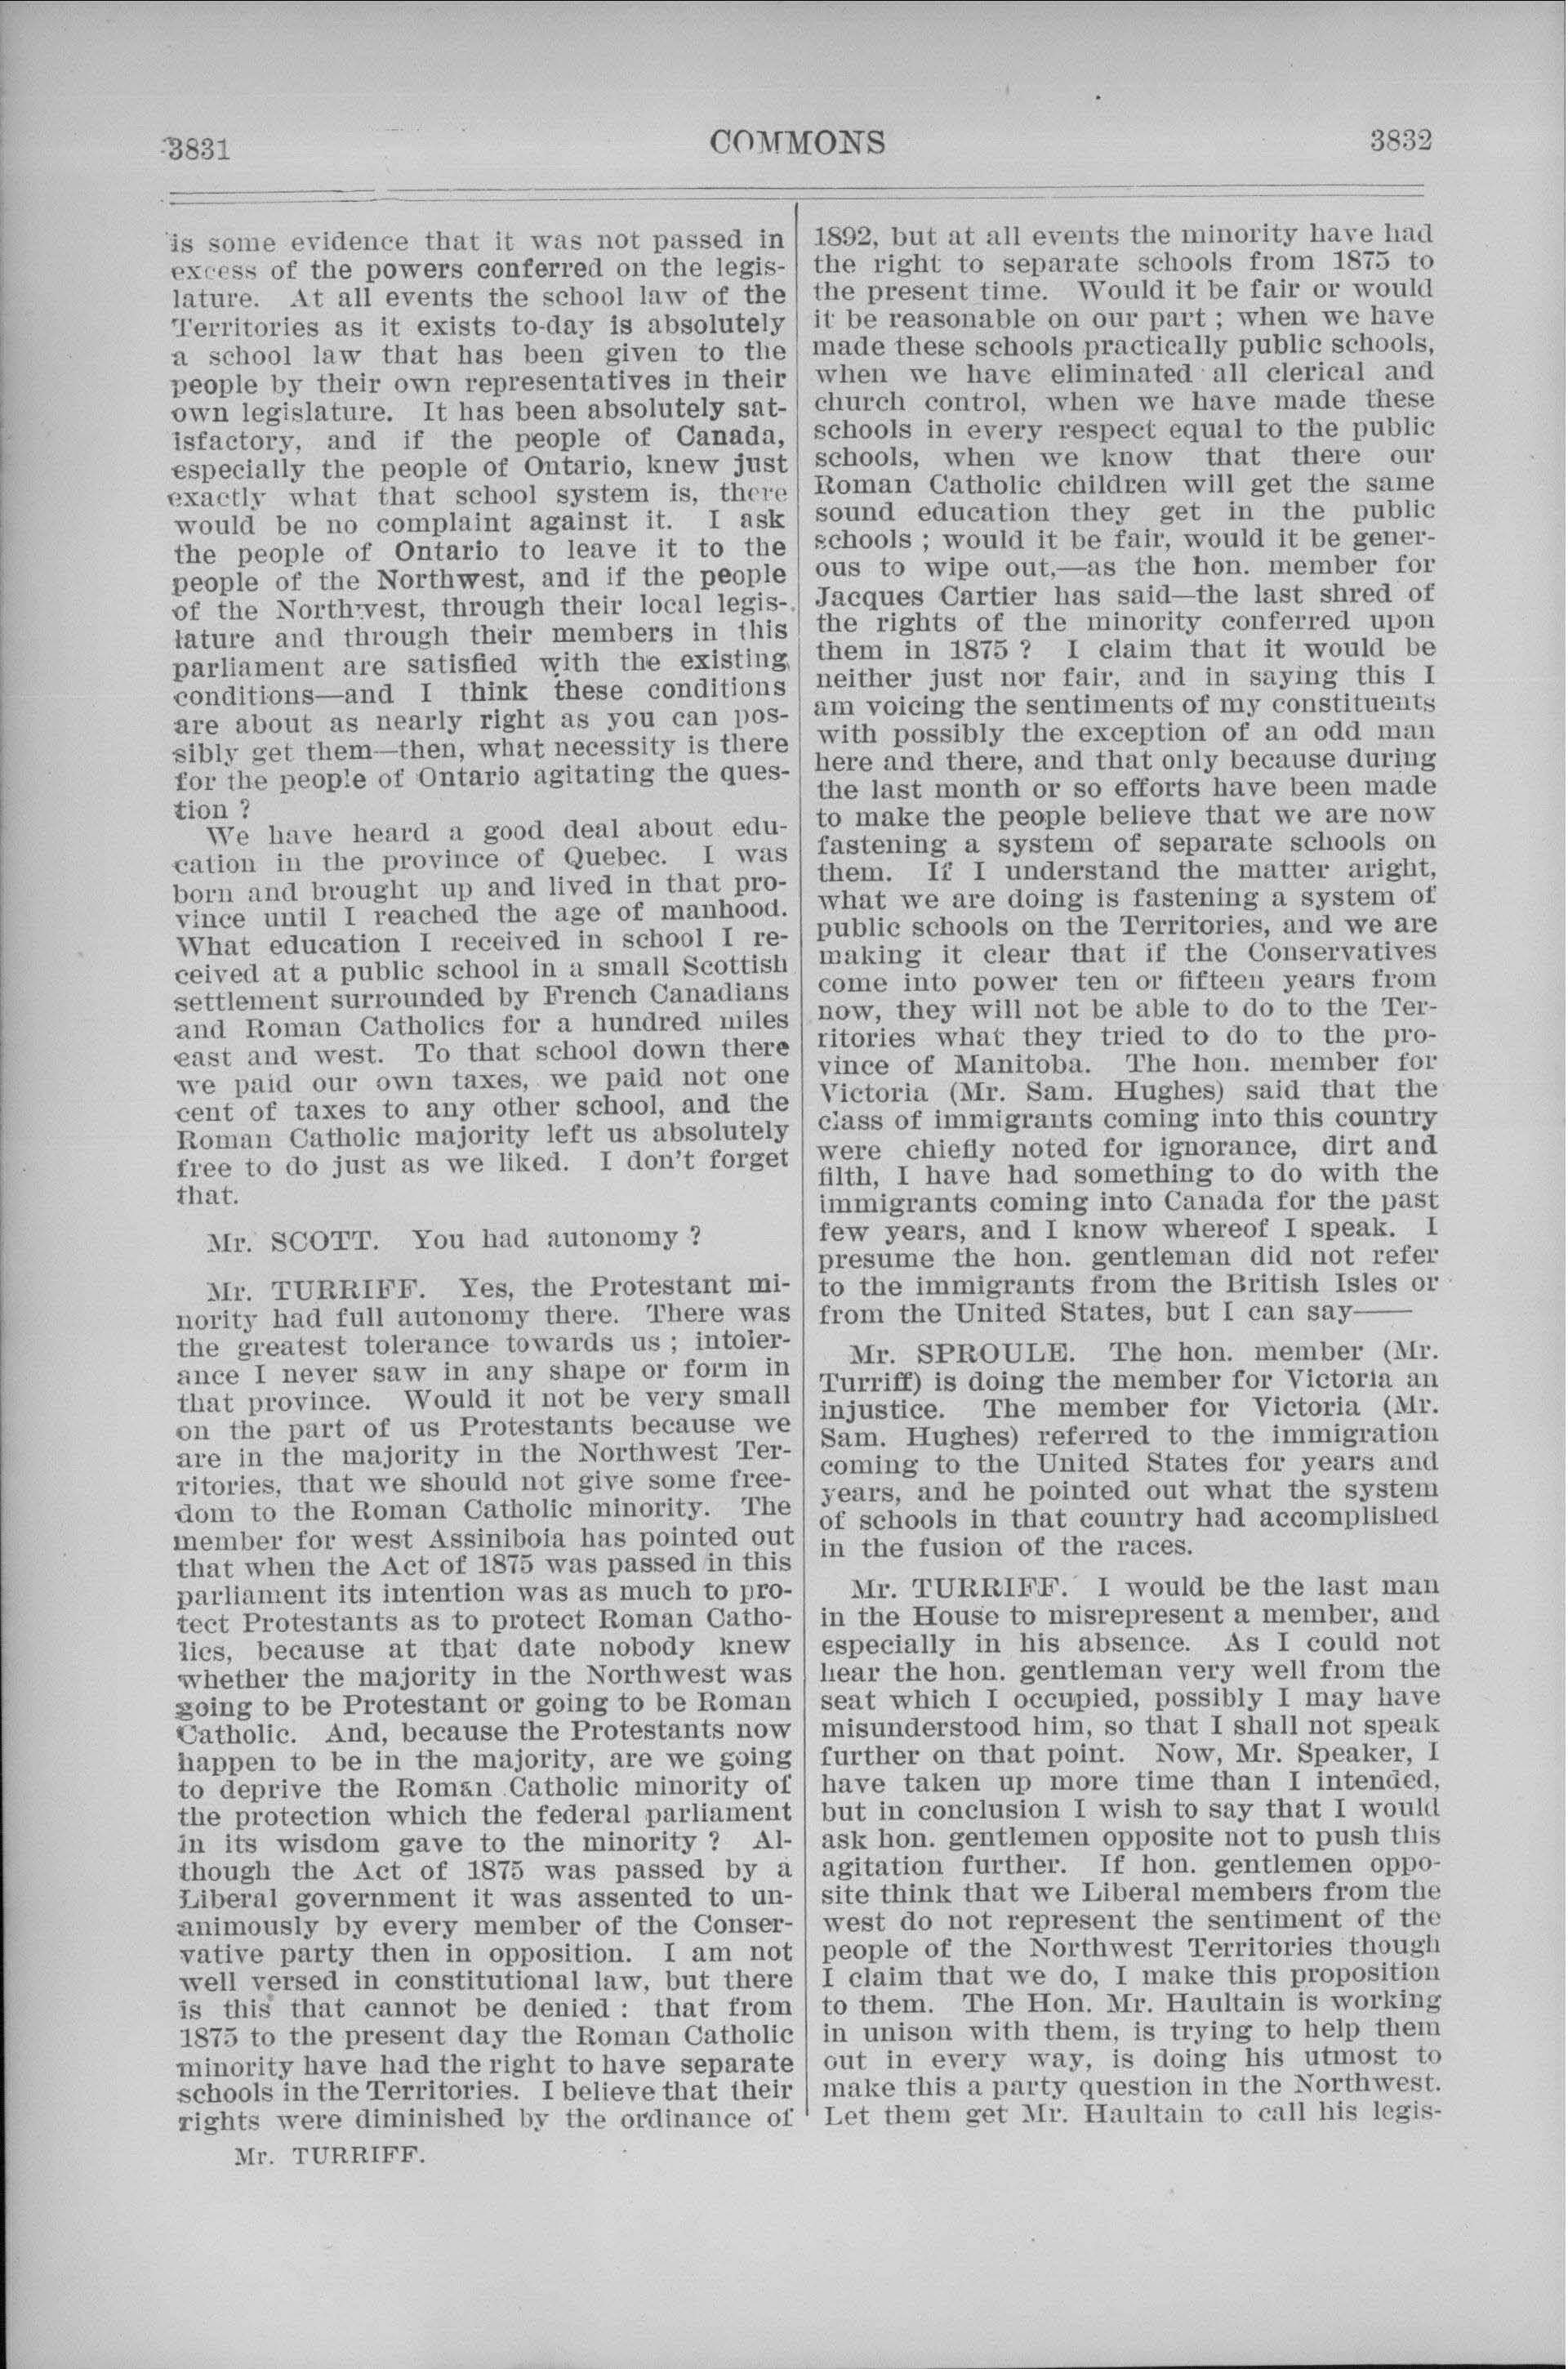 3831
COMMONS
3832
is some evidence that it was not passed in
excess of the powers conferred on the legis-
lature. At all events the school law of the
Territories as it exists to-day is absolutely
a school law that has been given to the
people by their own representatives in their
own legislature. It has been absolutely sat-
isfactory, and if the people of Canada,
especially the people of Ontario, knew just
exactly what that school system is, there
would be no complaint against it. I ask
the people of Ontario to leave it to the
people of the Northwest, and if the people
of the Northwest, through their local legis-
lature and through their members in this
parliament are satisfied with the existing
conditions—and I think these conditions
are about as nearly right as you can pos-
sibly get them—then, what necessity is there
for the people of Ontario agitating the ques-
tion ?
We have heard a good deal about edu-
cation in the province of Quebec. I was
born and brought up and lived in that pro-
vince until I reached the age of manhood.
What education I received in school I re-
ceived at a public school in a small Scottish
settlement surrounded by French Canadians
and Roman Catholics for a hundred miles
east and west. To that school down there
we paid our own taxes, we paid not one
cent of taxes to any other school, and the
Roman Catholic majority left us absolutely
free to do just as we liked. I don't forget
that.
Mr. SCOTT. You had autonomy ?
Mr. TURRIFF. Yes, the Protestant mi-
nority had full autonomy there. There was
the greatest tolerance towards us ; intoler-
ance I never saw in any shape or form in
that province. Would it not be very small
on the part of us Protestants because we
are in the majority in the Northwest Ter-
ritories, that we should not give some free-
dom to the Roman Catholic minority. The
member for west Assiniboia has pointed out
that when the Act of 1875 was passed in this
parliament its intention was as much to pro-
tect Protestants as to protect Roman Catho-
lics, because at that date nobody knew
whether the majority in the Northwest was
going to be Protestant or going to be Roman
Catholic. And, because the Protestants now
happen to be in the majority, are we going
to deprive the Roman Catholic minority of
the protection which the federal parliament
in its wisdom gave to the minority ? Al-
though the Act of 1875 was passed by a
Liberal government it was assented to un-
animously by every member of the Conser-
vative party then in opposition. I am not
well versed in constitutional law, but there
is this that cannot be denied : that from
1875 to the present day the Roman Catholic
minority have had the right to have separate
schools in the Territories. I believe that their
rights were diminished by the ordinance of
Mr. TURRIFF.
1892, but at all events the minority have had
the right to separate schools from 1875 to
the present time. Would it be fair or would
it be reasonable on our part ; when we have
made these schools practically public schools,
when we have eliminated all clerical and
church control, when we have made these
schools in every respect equal to the public
schools, when we know that there our
Roman Catholic children will get the same
sound education they get in the public
schools ; would it be fair, would it be gener-
ous to wipe out,—as the hon. member for
Jacques Cartier has said—the last shred of
the rights of the minority conferred upon
them in 1875 ? I claim that it would be
neither just nor fair, and in saying this I
am voicing the sentiments of my constituents
with possibly the exception of an odd man
here and there, and that only because during
the last month or so efforts have been made
to make the people believe that we are now
fastening a system of separate schools on
them. If I understand the matter aright,
what we are doing is fastening a system of
public schools on the Territories, and we are
making it clear that if the Conservatives
come into power ten or fifteen years from
now, they will not be able to do to the Ter-
ritories what they tried to do to the pro-
vince of Manitoba. The hon. member for
Victoria (Mr. Sam. Hughes) said that the
class of immigrants coming into this country
were chiefly noted for ignorance, dirt and
filth, I have had something to do with the
immigrants coming into Canada for the past
few years, and I know whereof I speak. I
presume the hon. gentleman did not refer
to the immigrants from the British Isles or
from the United States, but I can say——
Mr. SPROULE. The hon. member (Mr.
Turriff) is doing the member for Victoria an
injustice. The member for Victoria (Mr.
Sam. Hughes) referred to the immigration
coming to the United States for years and
years, and he pointed out what the system
of schools in that country had accomplished
in the fusion of the races.
Mr. TURRIFF. I would be the last man
in the House to misrepresent a member, and
especially in his absence. As I could not
hear the hon. gentleman very well from the
seat which I occupied, possibly I may have
misunderstood him, so that I shall not speak
further on that point. Now, Mr. Speaker, I
have taken up more time than I intended,
but in conclusion I wish to say that I would
ask hon. gentlemen opposite not to push this
agitation further. If hon. gentlemen oppo-
site think that we Liberal members from the
west do not represent the sentiment of the
people of the Northwest Territories though
I claim that we do, I make this proposition
to them. The Hon. Mr. Haultain is working
in unison with them, is trying to help them
out in every way, is doing his utmost to
make this a party question in the Northwest.
Let them get Mr. Haultain to call his legis-